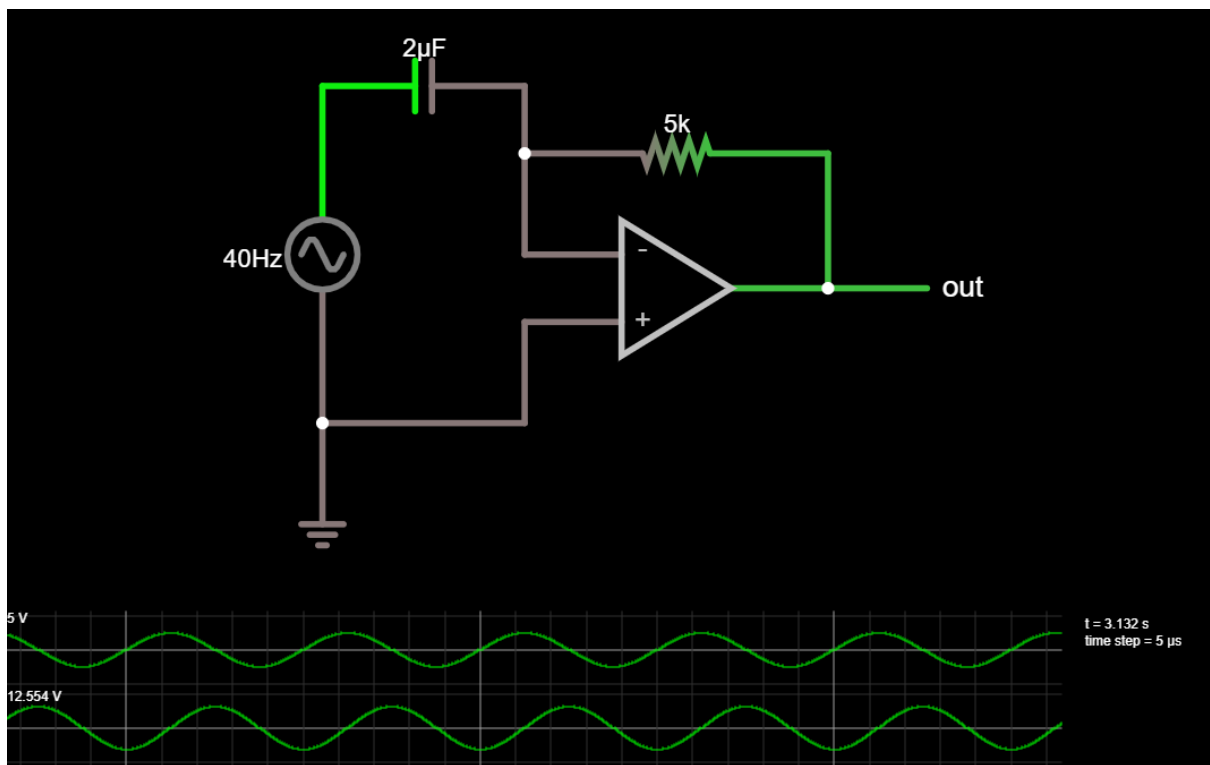 2µF
5k
40Hz
-
+
out
5 V
t = 3.132 s
time step = 5 µs
12.554 V